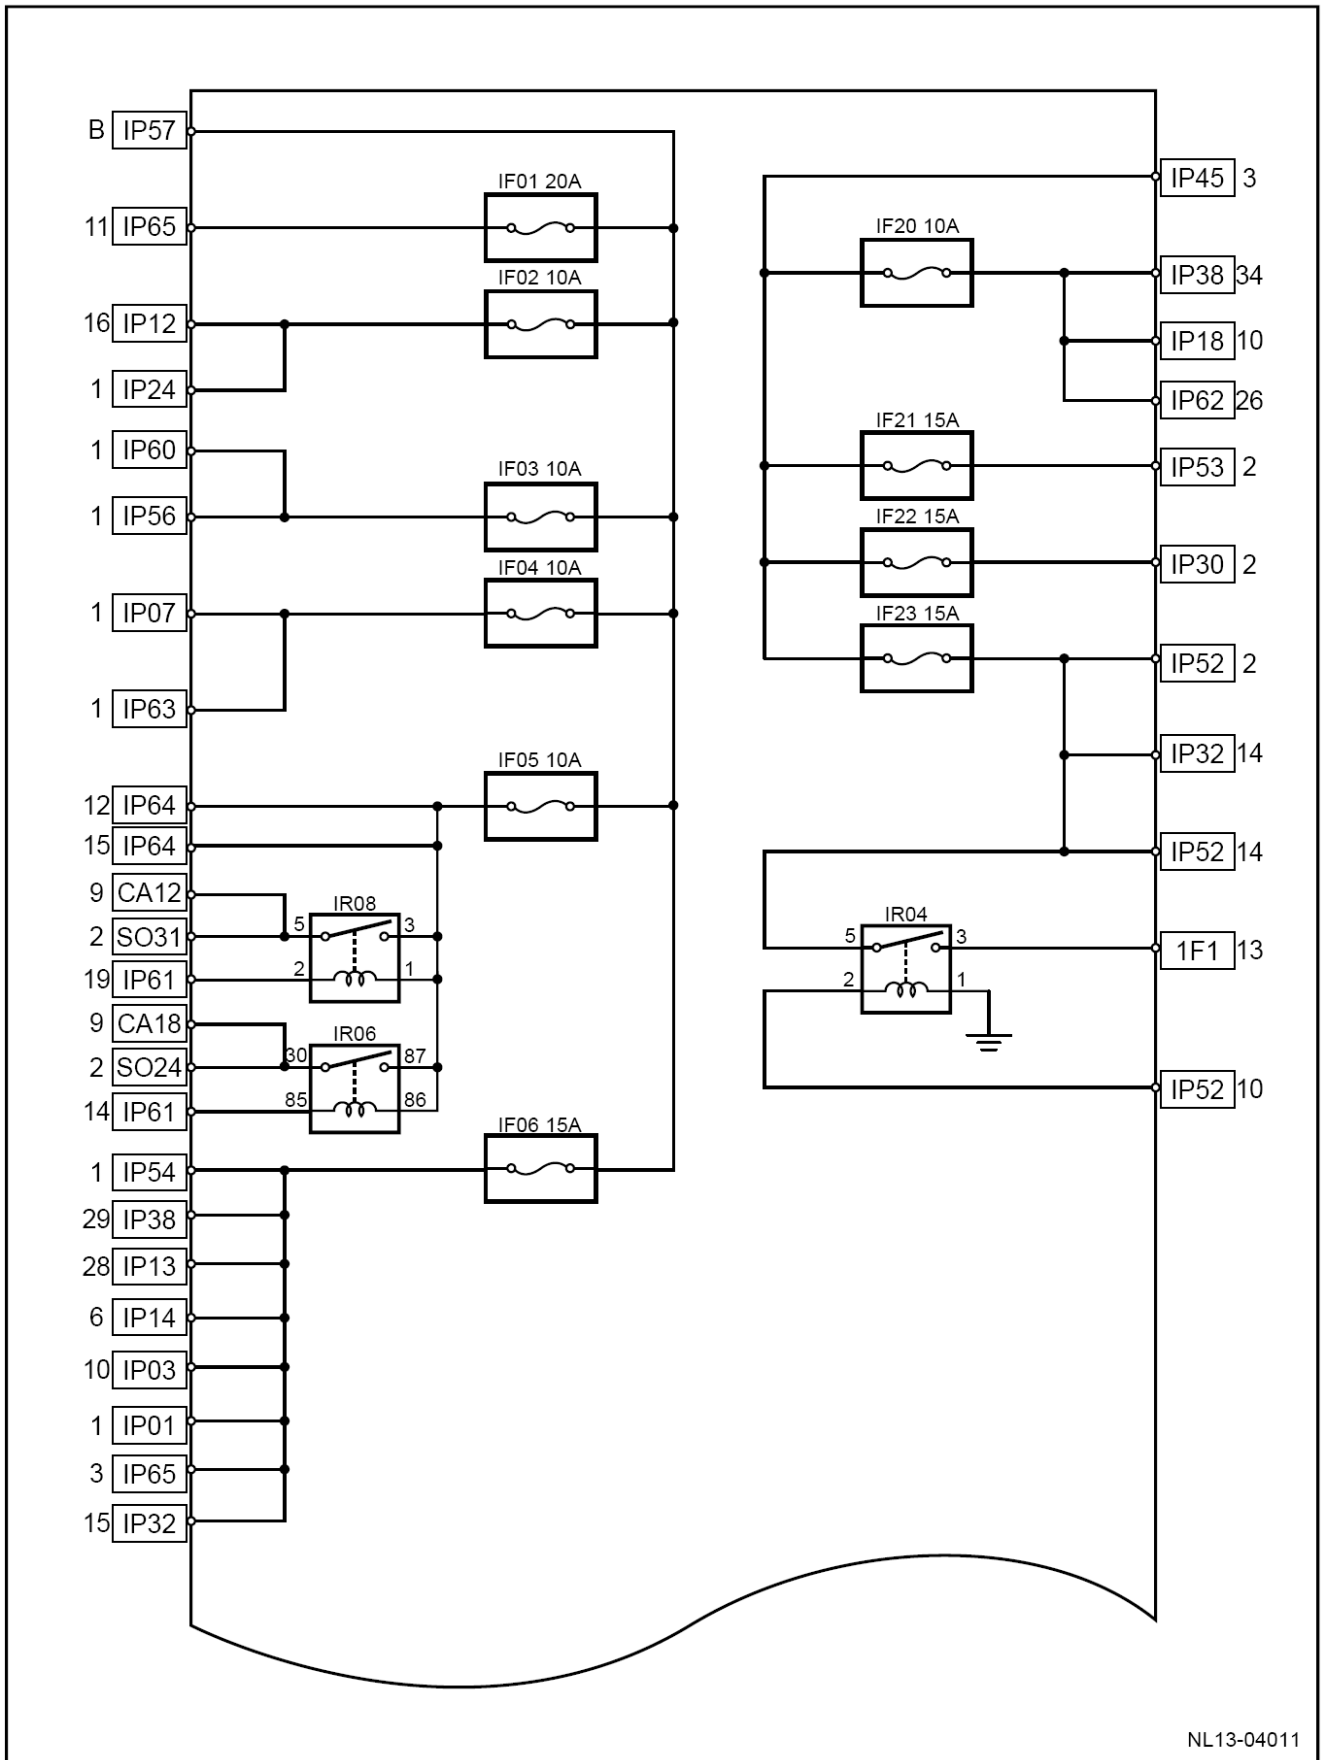 B IP57
IF01 20A
11 IP65
IF02 10A
16 IP12
1 IP24
1 IP60
IF03 10A
1 IP56
IF04 10A
1 IP07
1 IP63
IF05 10A
12 IP64
15 IP64
9 CA12
IR08
2 SO31 5 3
19 IP61 2 1
9 CA18
IR06
2 SO24 30 87
14 IP61 85 86
IF06 15A
1 IP54
29 IP38
28 IP13
6 IP14
10 IP03
1 IP01
3 IP65
15 IP32
IP45 3
IF20 10A
IP38 34
IP18 10
IP62 26
IF21 15A
IP53 2
IF22 15A
IP30 2
IF23 15A
IP52 2
IP32 14
IP52 14
IR04
5 3 1F1 13
2 1
IP52 10
NL13-04011